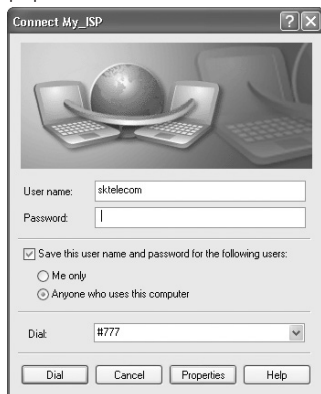 Connect My_ISP
User name: sktelecom
Password:
Save this user name and password for the following users:
Me only
Anyone who uses this computer
Dial: #777
Dial Cancel Properties Help